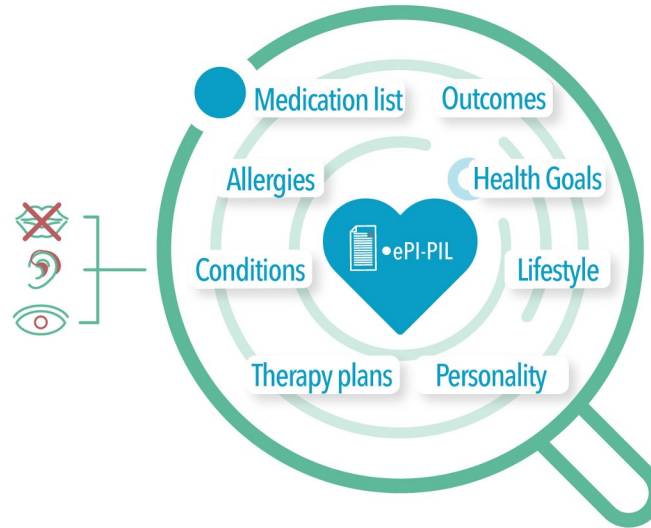 Medication list
Outcomes
Allergies
Health Goals
•ePI-PIL
Conditions
Lifestyle
Therapy plans
Personality